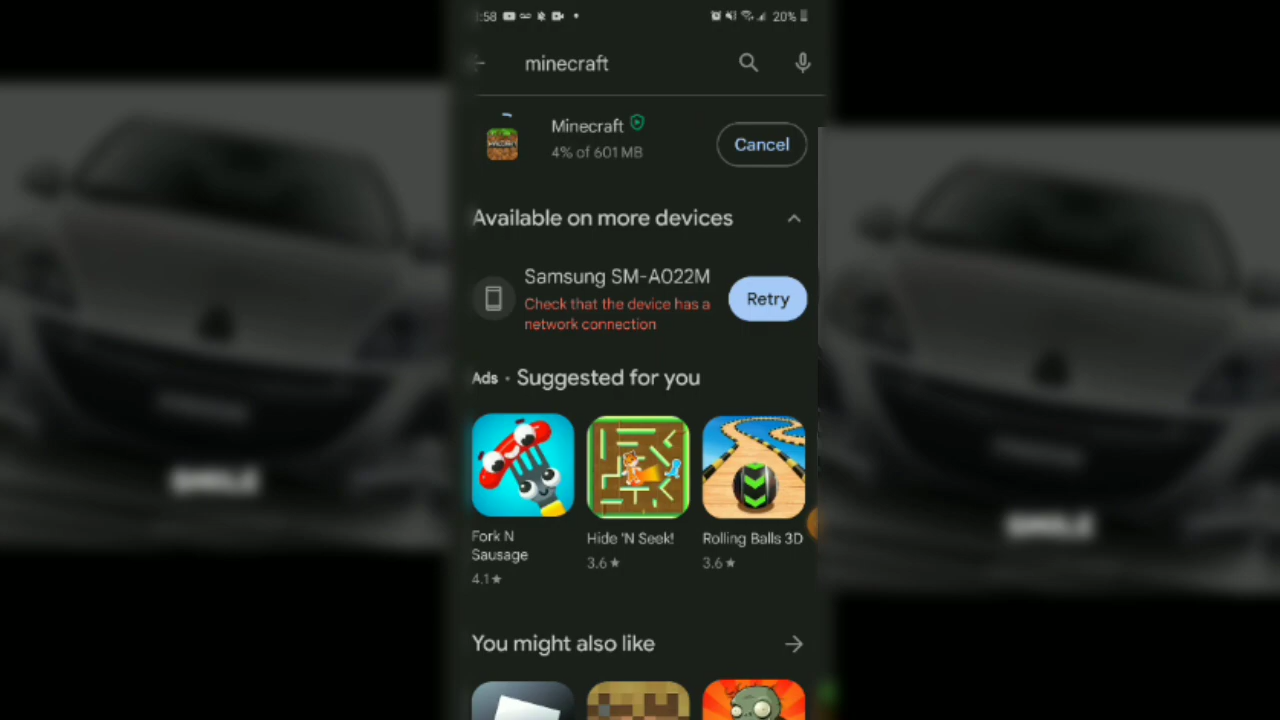 :58
20%
minecraft
Minecraft
4% of 601 MB
Cancel
Available on more devices
Samsung SM-A022M
Check that the device has a
network connection
Retry
Ads · Suggested for you
Fork N
Sausage
4.1★
Hide 'N Seek!
3.6★
Rolling Balls 3D
3.6★
You might also like